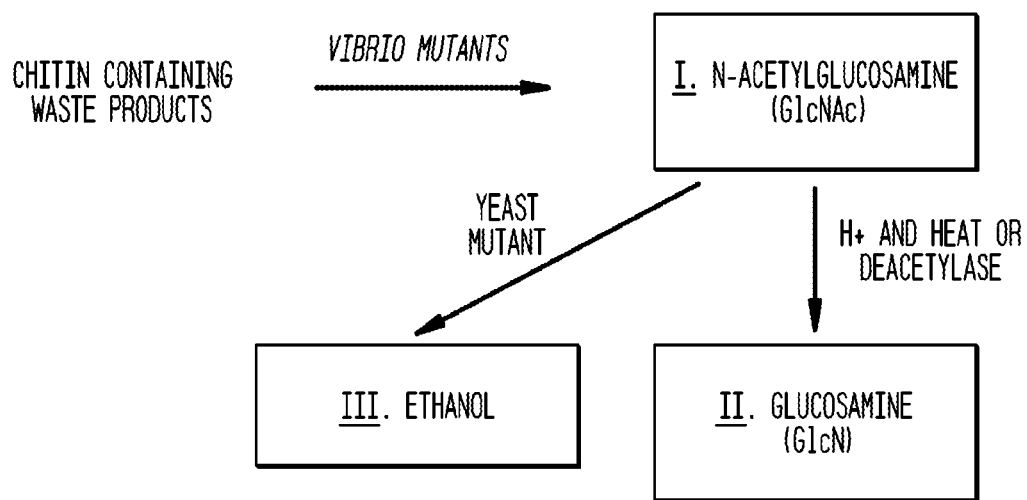 VIBRIO MUTANTS
CHITIN CONTAINING
WASTE PRODUCTS
I. N-ACETYLGLUCOSAMINE
(GlcNAc)
YEAST
MUTANT
H+ AND HEAT OR
DEACETYLASE
III. ETHANOL
II. GLUCOSAMINE
(GlcN)